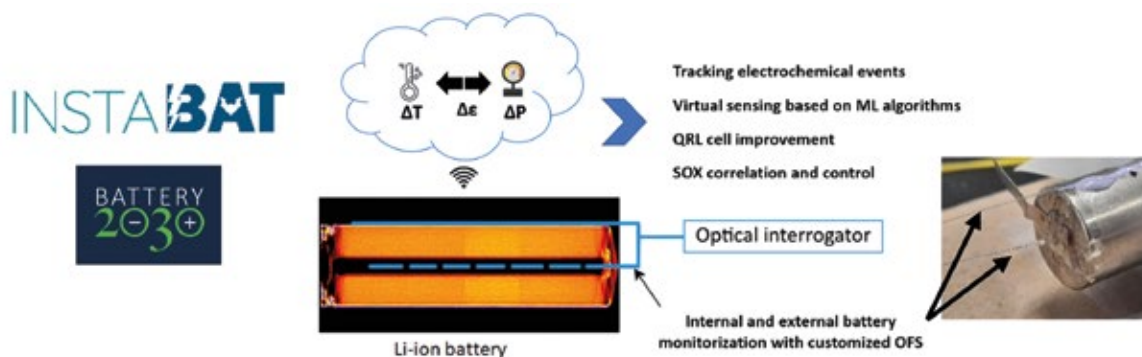 INSTABAT
BATTERY
2030+
ΔT
Δε
ΔP
Tracking electrochemical events
Virtual sensing based on ML algorithms
QRL cell improvement
SOX correlation and control
Optical interrogator
Internal and external battery
monitorization with customized OFS
Li-ion battery